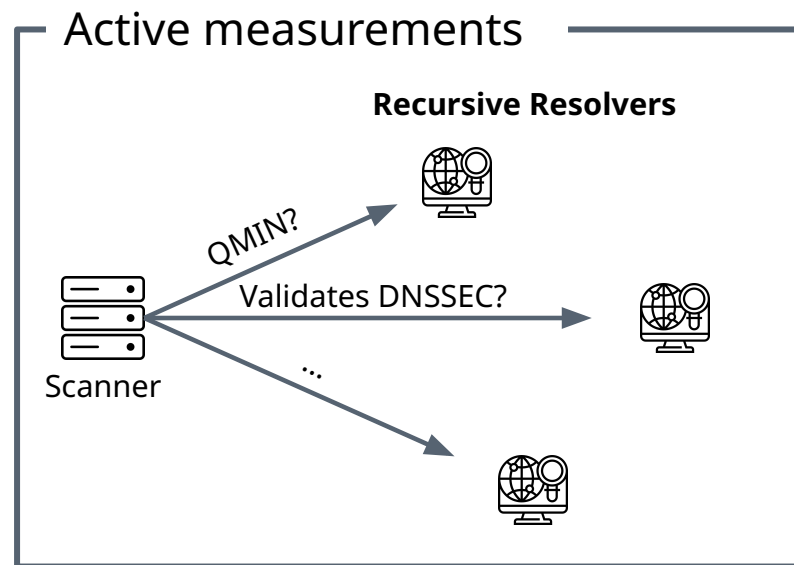 Active measurements
Recursive Resolvers
QMIN?
Validates DNSSEC?
...
Scanner